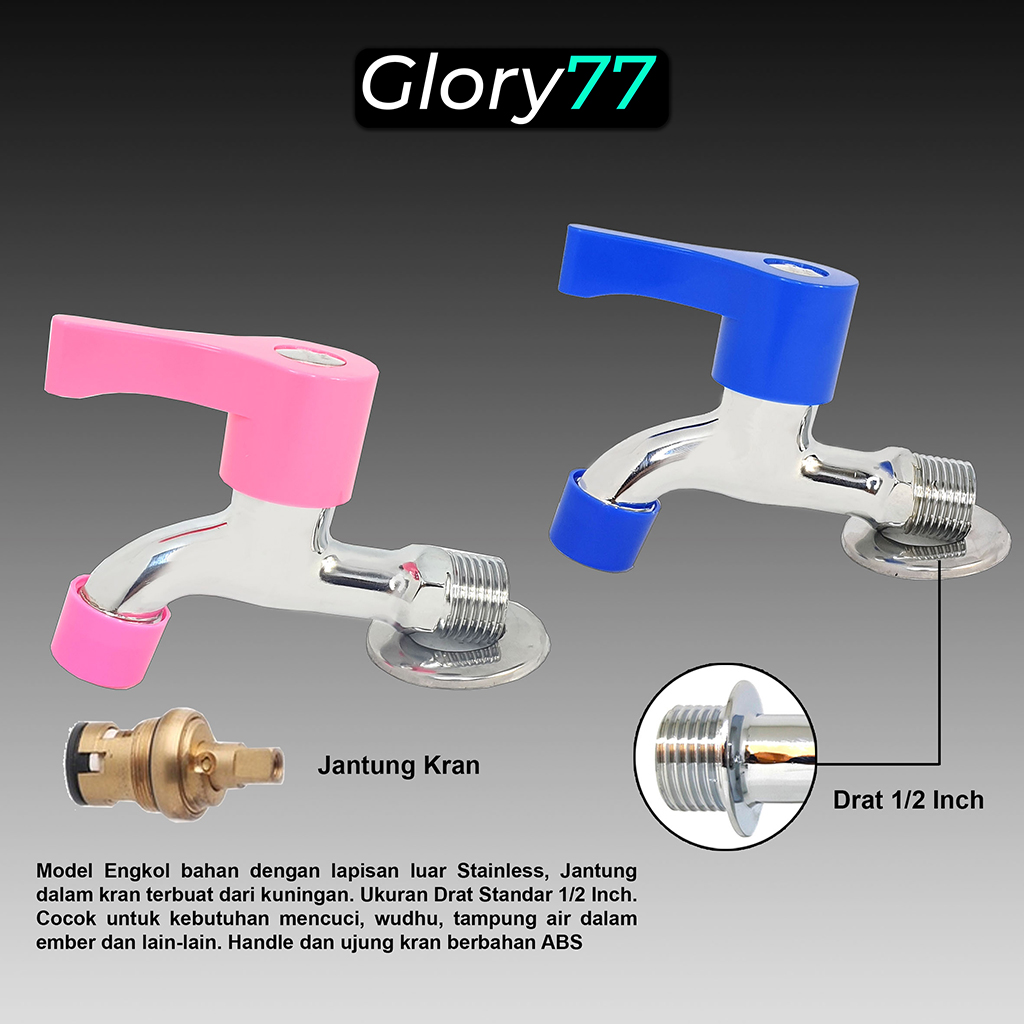 Glory77
Jantung Kran
Drat 1/2 Inch
Model Engkol bahan dengan lapisan luar Stainless, Jantung
dalam kran terbuat dari kuningan. Ukuran Drat Standar 1/2 Inch.
Cocok untuk kebutuhan mencuci, wudhu, tampung air dalam
ember dan lain-lain. Handle dan ujung kran berbahan ABS